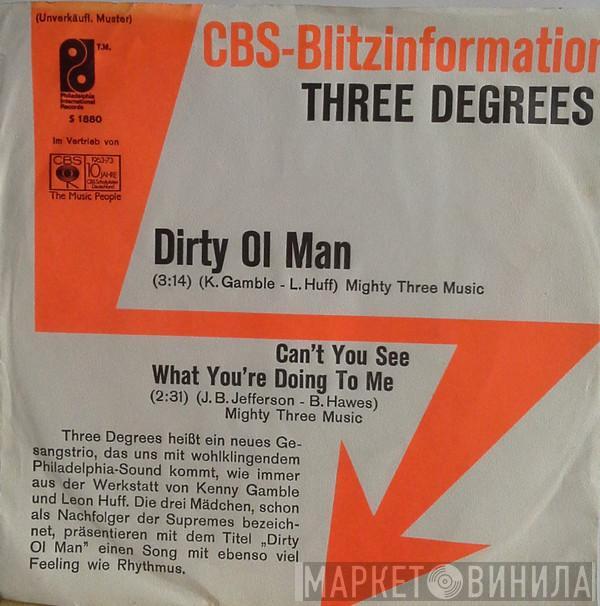 (Unverkäufl. Muster)
T.M.
Philadelphia
International
Records
S 1880
Im Vertrieb von
CBS
1963-73
10 JAHRE
CBS Schallplatten
Deutschland
The Music People
CBS-Blitzinformation
THREE DEGREES
Dirty Ol Man
(3:14) (K. Gamble - L. Huff) Mighty Three Music
Can't You See
What You're Doing To Me
(2:31) (J. B. Jefferson - B. Hawes)
Mighty Three Music
Three Degrees heißt ein neues Ge-
sangstrio, das uns mit wohlklingendem
Philadelphia-Sound kommt, wie immer
aus der Werkstatt von Kenny Gamble
und Leon Huff. Die drei Mädchen, schon
als Nachfolger der Supremes bezeich-
net, präsentieren mit dem Titel „Dirty
Ol Man" einen Song mit ebenso viel
Feeling wie Rhythmus.
МАРКЕТ ВИНИЛА